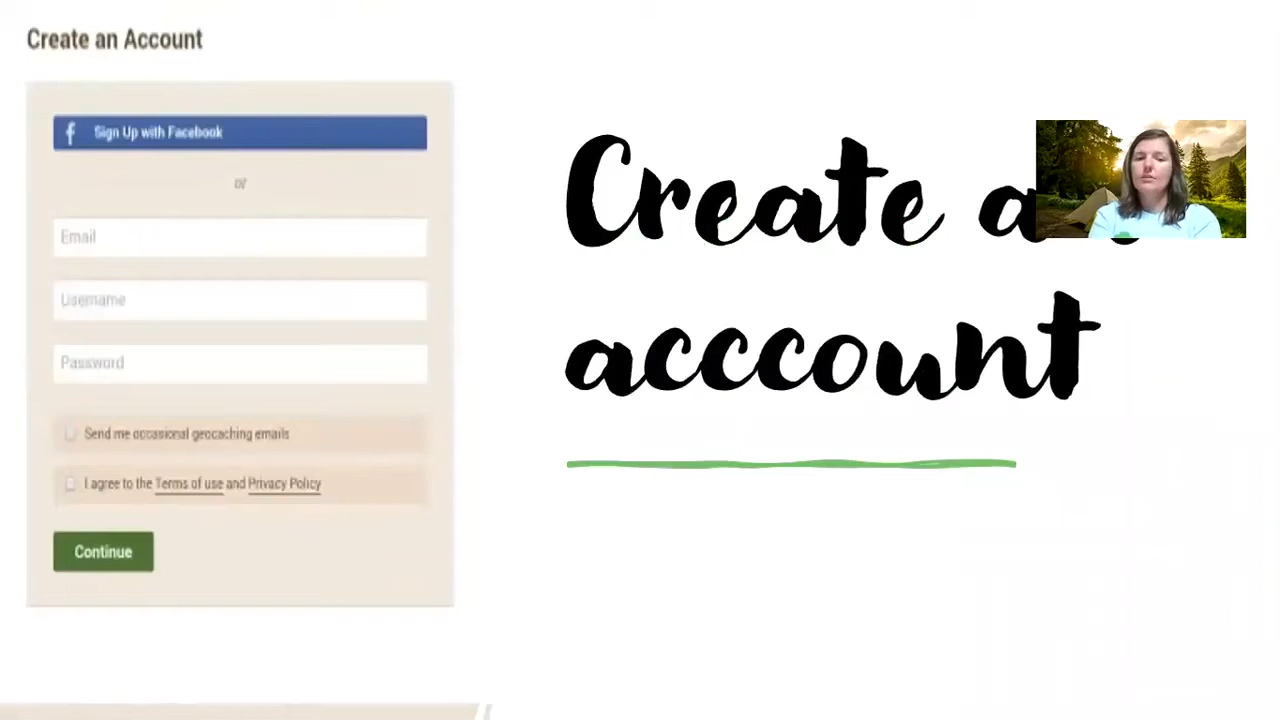 Create an Account
f Sign Up with Facebook
or
Email
Username
Password
Send me occasional geocaching emails
I agree to the Terms of use and Privacy Policy
Continue
Create
acccount